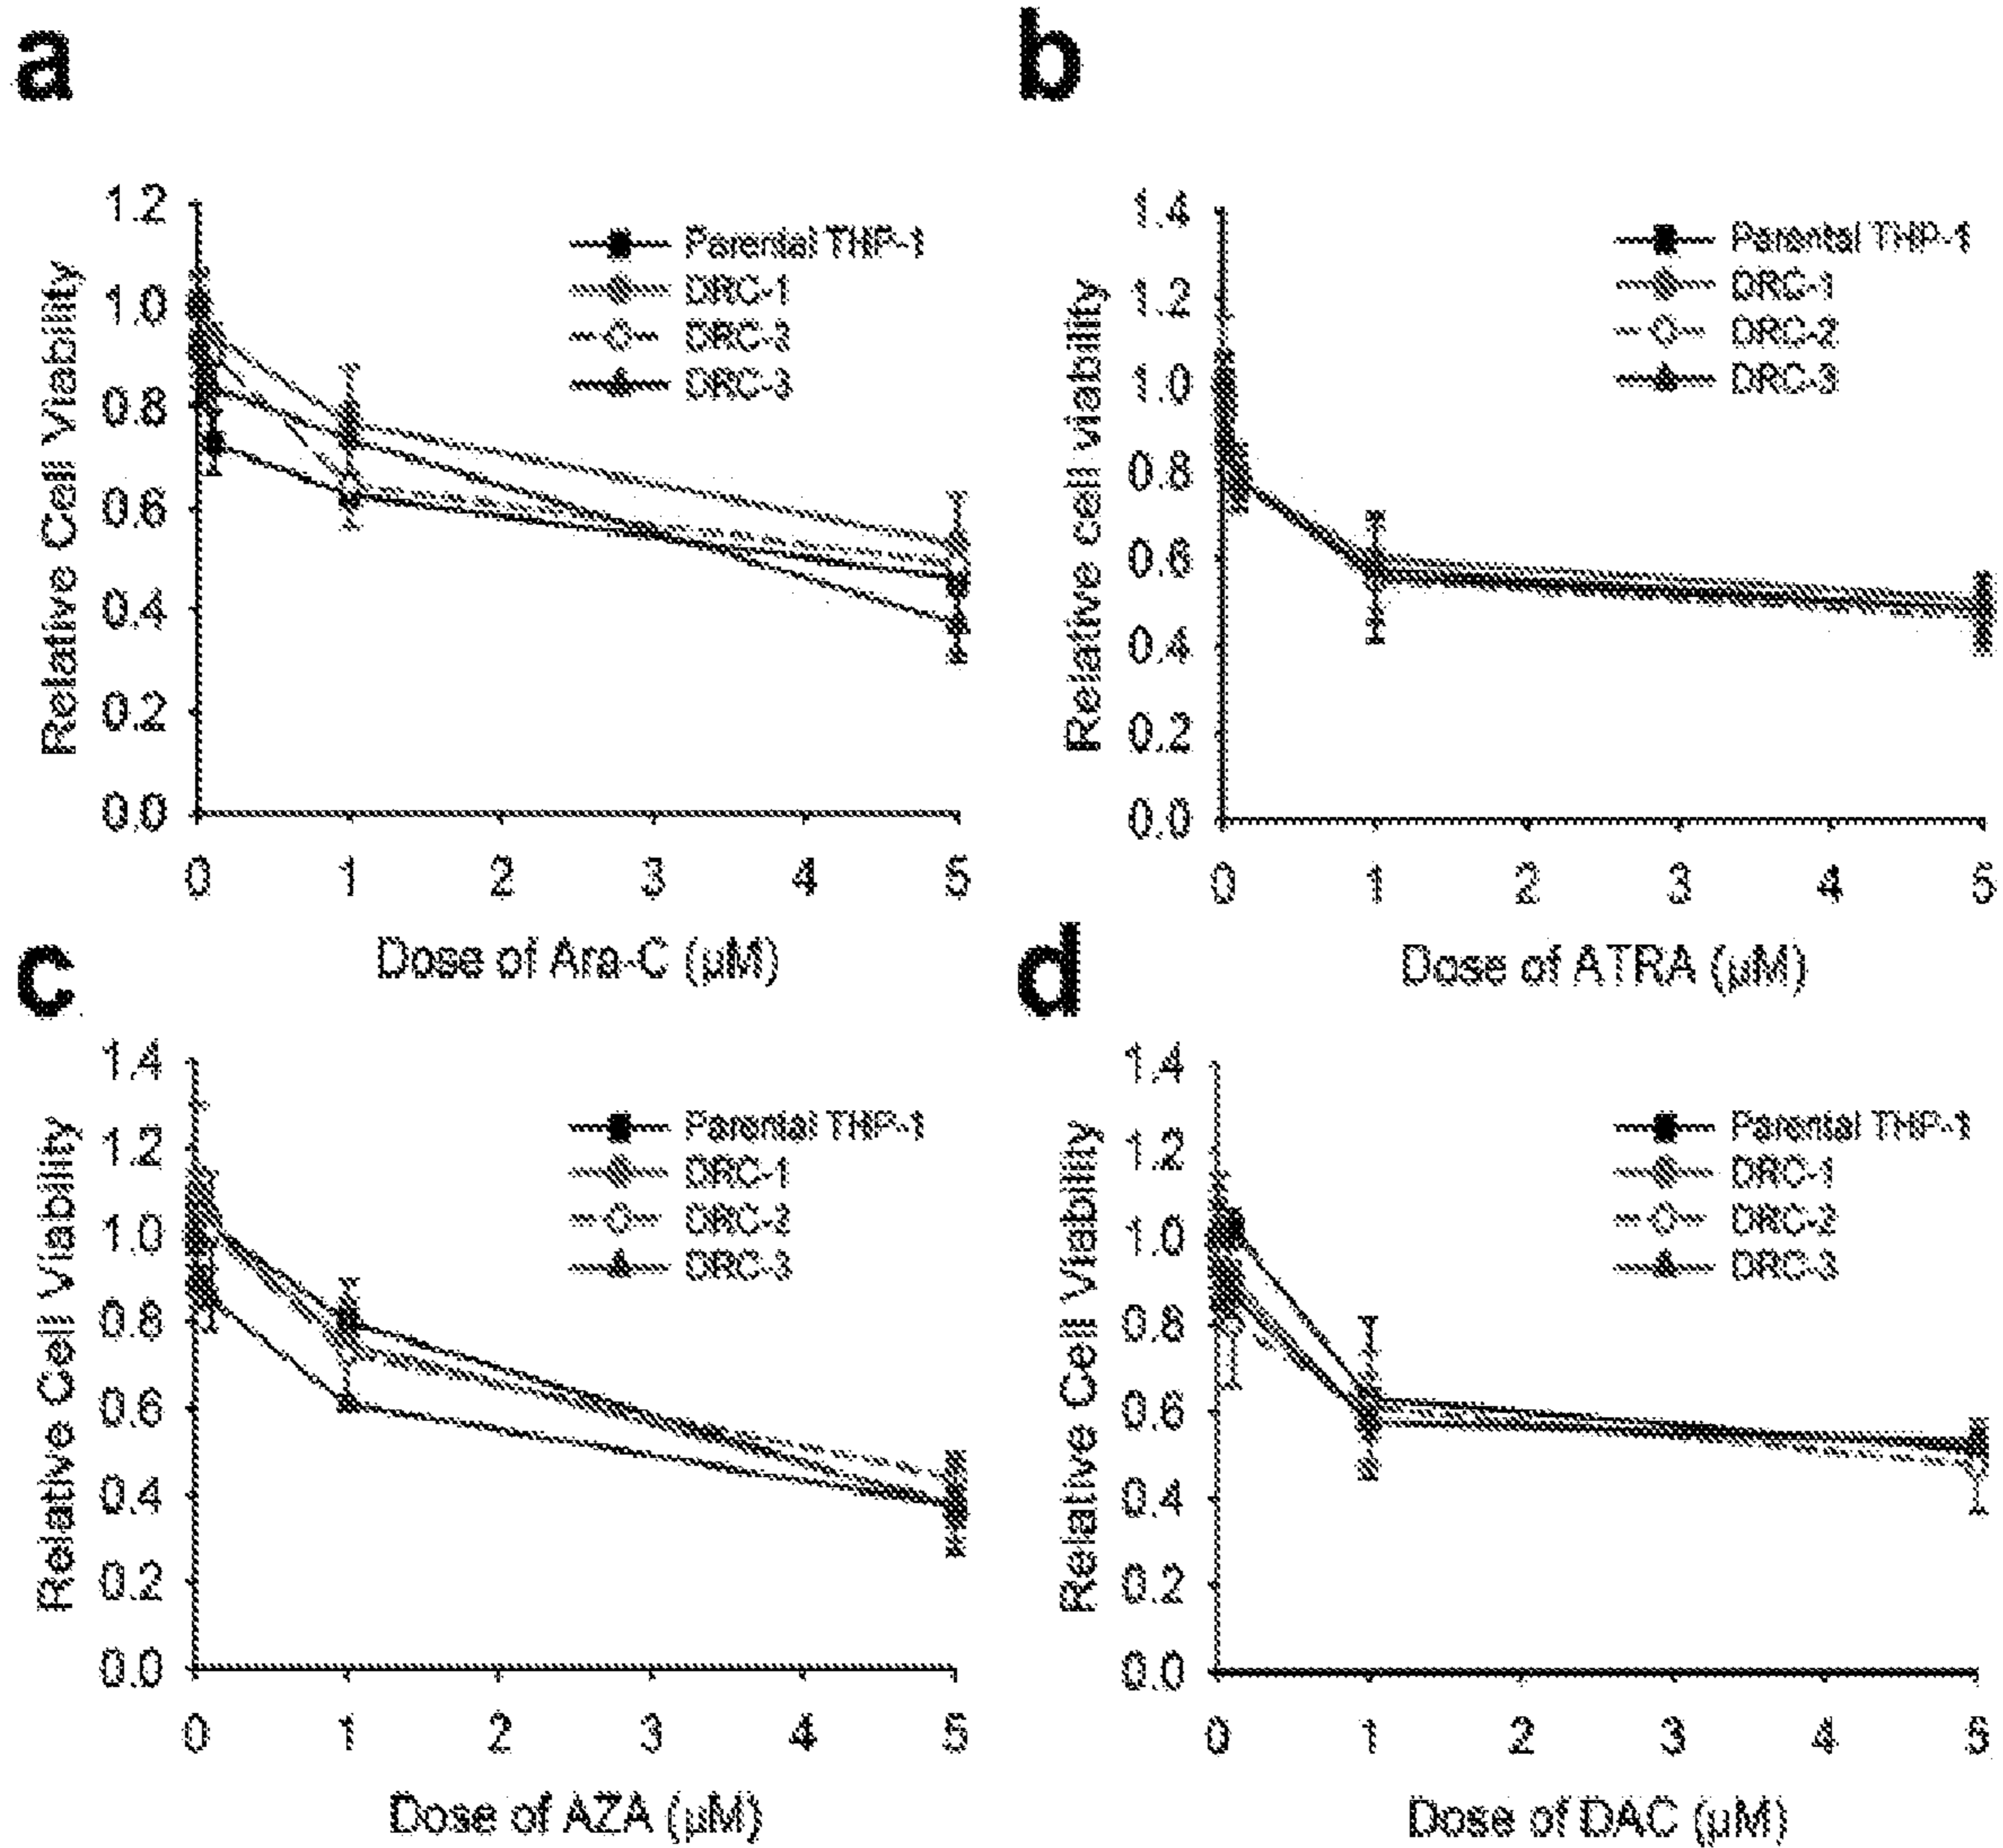 a
1.2
1.0
0.8
0.6
0.4
0.2
0.0
Relative Cell Viability
Parental THP-1
DRC-1
DRC-2
DRC-3
0 1 2 3 4 5
Dose of Ara-C (µM)
b
1.4
1.2
1.0
0.8
0.6
0.4
0.2
0.0
Relative cell viability
Parental THP-1
DRC-1
DRC-2
DRC-3
0 1 2 3 4 5
Dose of ATRA (µM)
c
1.4
1.2
1.0
0.8
0.6
0.4
0.2
0.0
Relative Cell Viability
Parental THP-1
DRC-1
DRC-2
DRC-3
0 1 2 3 4 5
Dose of AZA (µM)
d
1.4
1.2
1.0
0.8
0.6
0.4
0.2
0.0
Relative Cell Viability
Parental THP-1
DRC-1
DRC-2
DRC-3
0 1 2 3 4 5
Dose of DAC (µM)